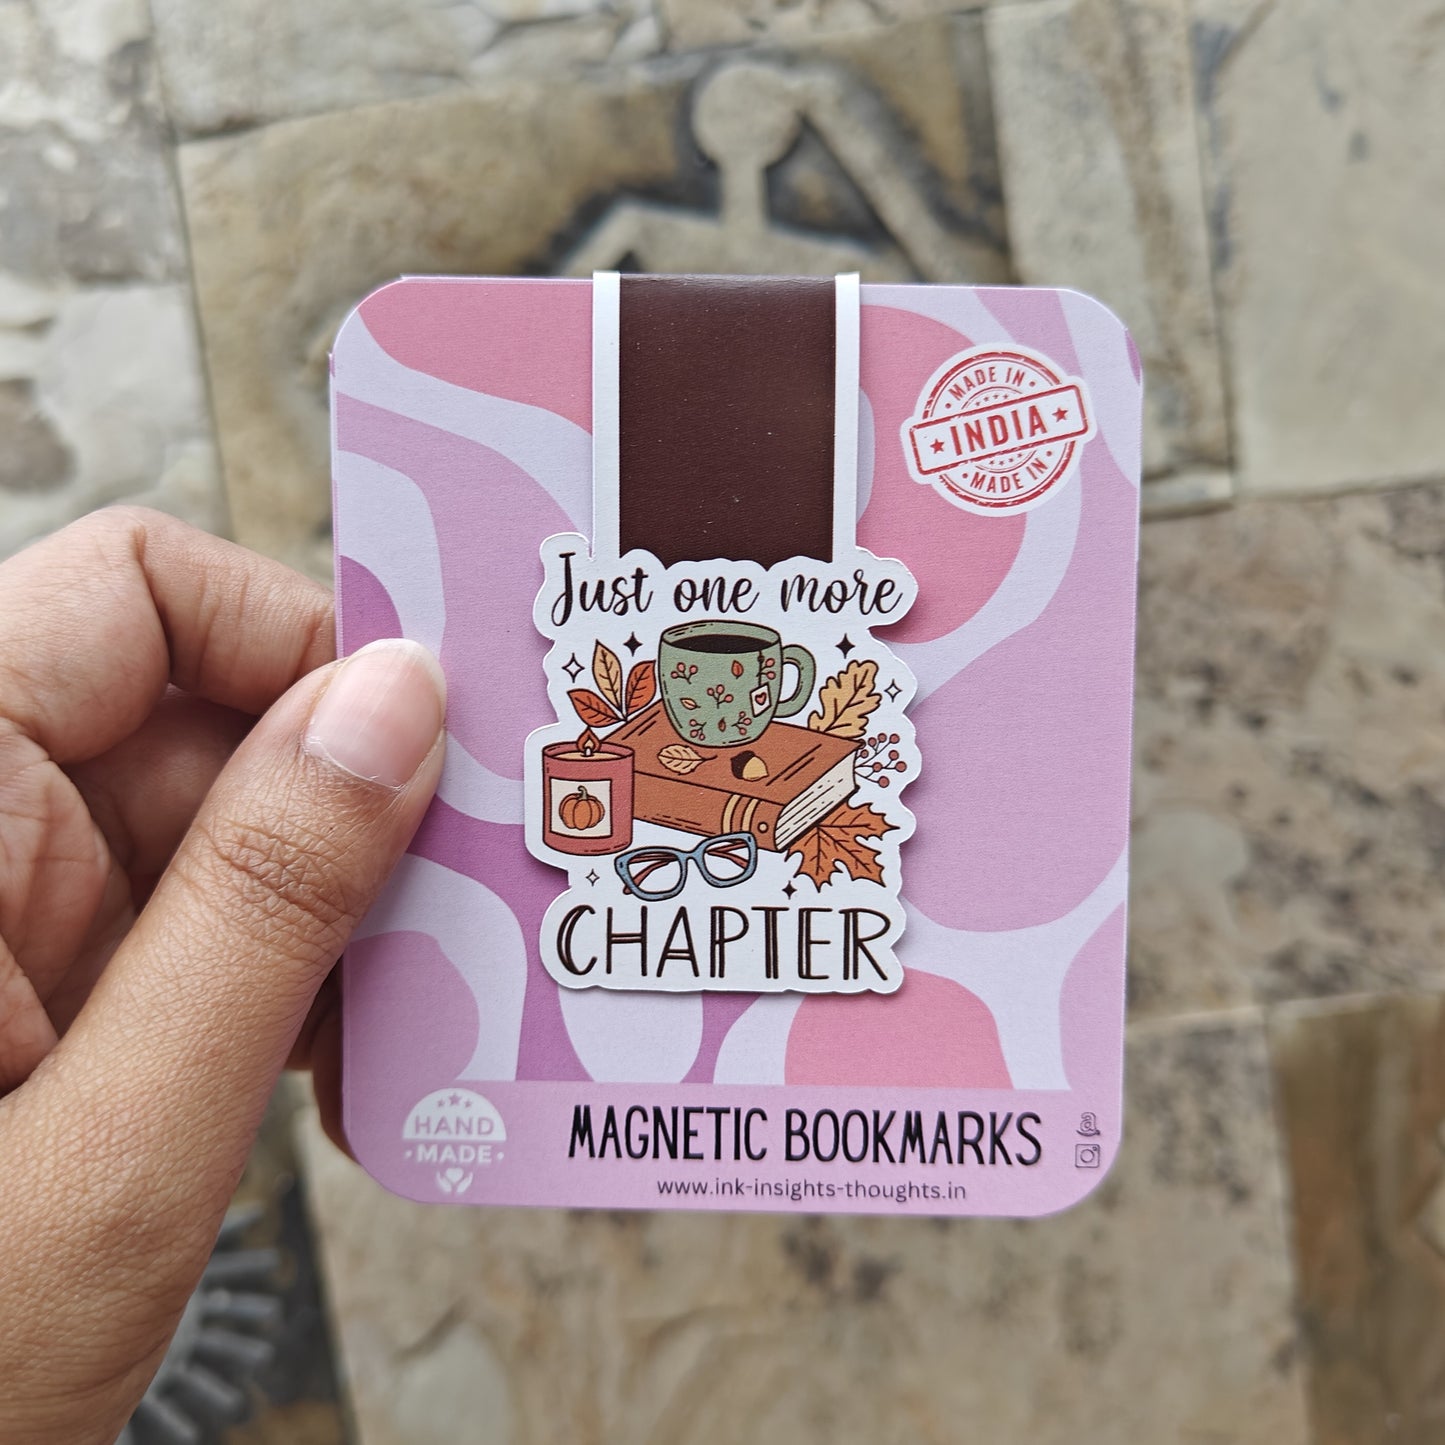 MADE IN
INDIA
MADE IN
Just one more
CHAPTER
HAND
MADE
MAGNETIC BOOKMARKS
www.ink-insights-thoughts.in
a